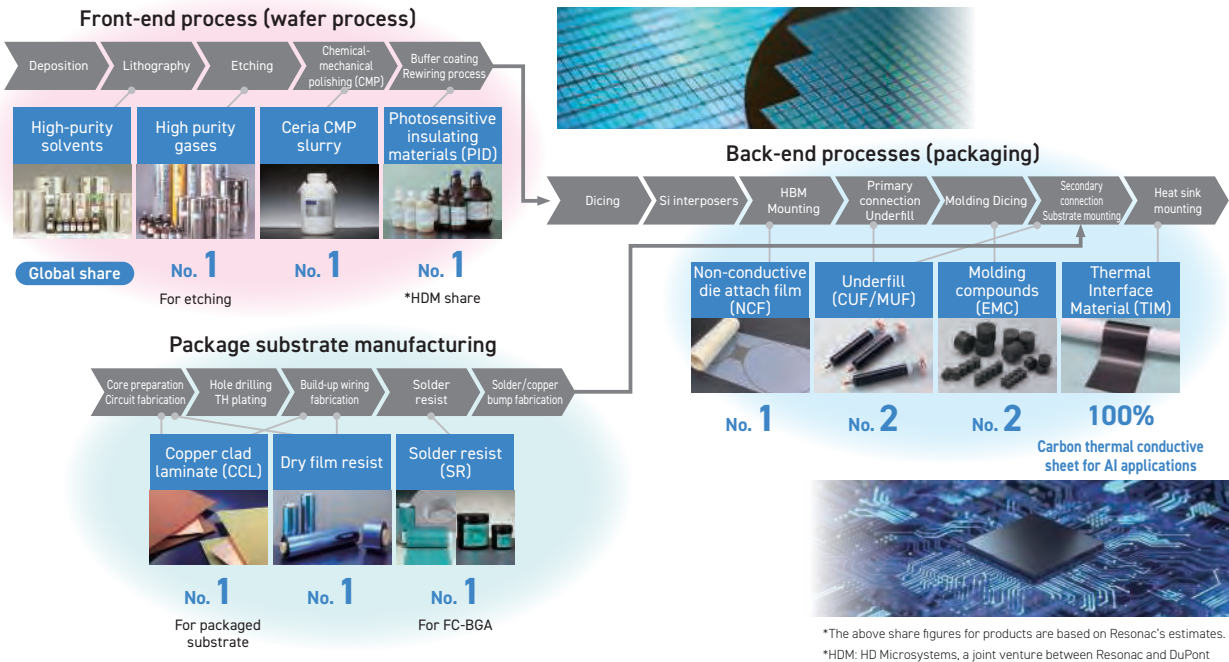 Front-end process (wafer process)
Deposition
Lithography
Etching
Chemical-
mechanical
polishing (CMP)
Buffer coating
Rewiring process
High-purity
solvents
High purity
gases
Ceria CMP
slurry
Photosensitive
insulating
materials (PID)
Global share
No. 1
For etching
No. 1
No. 1
*HDM share
Back-end processes (packaging)
Dicing
Si interposers
HBM
Mounting
Primary
connection
Underfill
Molding Dicing
Secondary
connection
Substrate mounting
Heat sink
mounting
Non-conductive
die attach film
(NCF)
Underfill
(CUF/MUF)
Molding
compounds
(EMC)
Thermal
Interface
Material (TIM)
No. 1
No. 2
No. 2
100%
Carbon thermal conductive
sheet for AI applications
Package substrate manufacturing
Core preparation
Circuit fabrication
Hole drilling
TH plating
Build-up wiring
fabrication
Solder
resist
Solder/copper
bump fabrication
Copper clad
laminate (CCL)
Dry film resist
Solder resist
(SR)
No. 1
For packaged
substrate
No. 1
No. 1
For FC-BGA
*The above share figures for products are based on Resonac's estimates.
*HDM: HD Microsystems, a joint venture between Resonac and DuPont